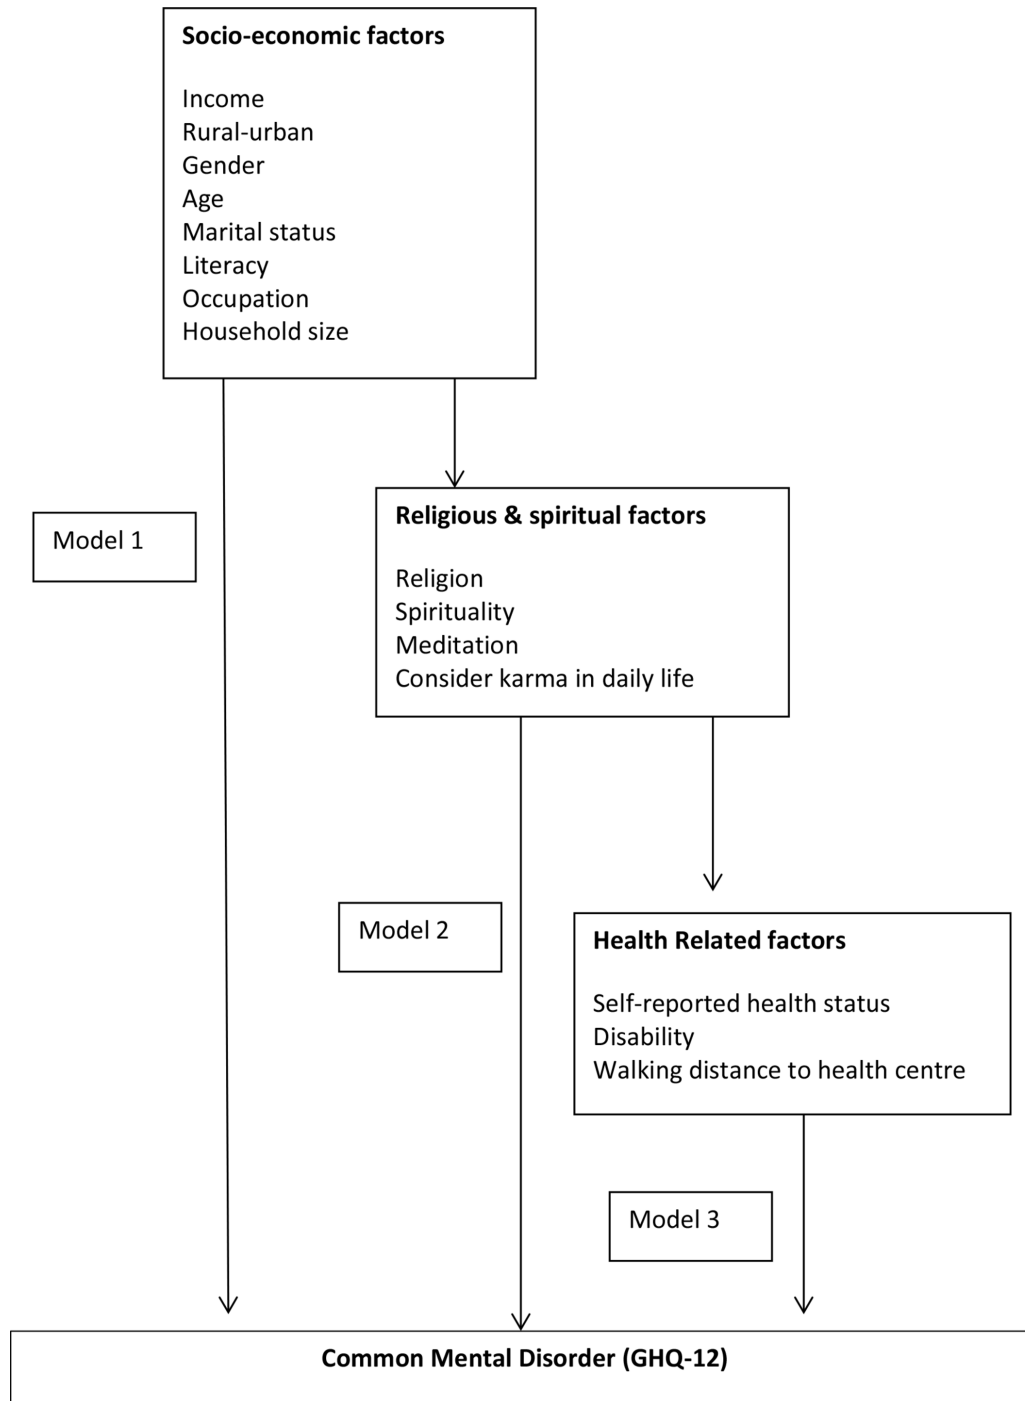 Socio-economic factors
Income
Rural-urban
Gender
Age
Marital status
Literacy
Occupation
Household size
Religious & spiritual factors
Model 1
Religion
Spirituality
Meditation
Consider karma in daily life
Model 2
Health Related factors
Self-reported health status
Disability
Walking distance to health centre
Model 3
Common Mental Disorder (GHQ-12)